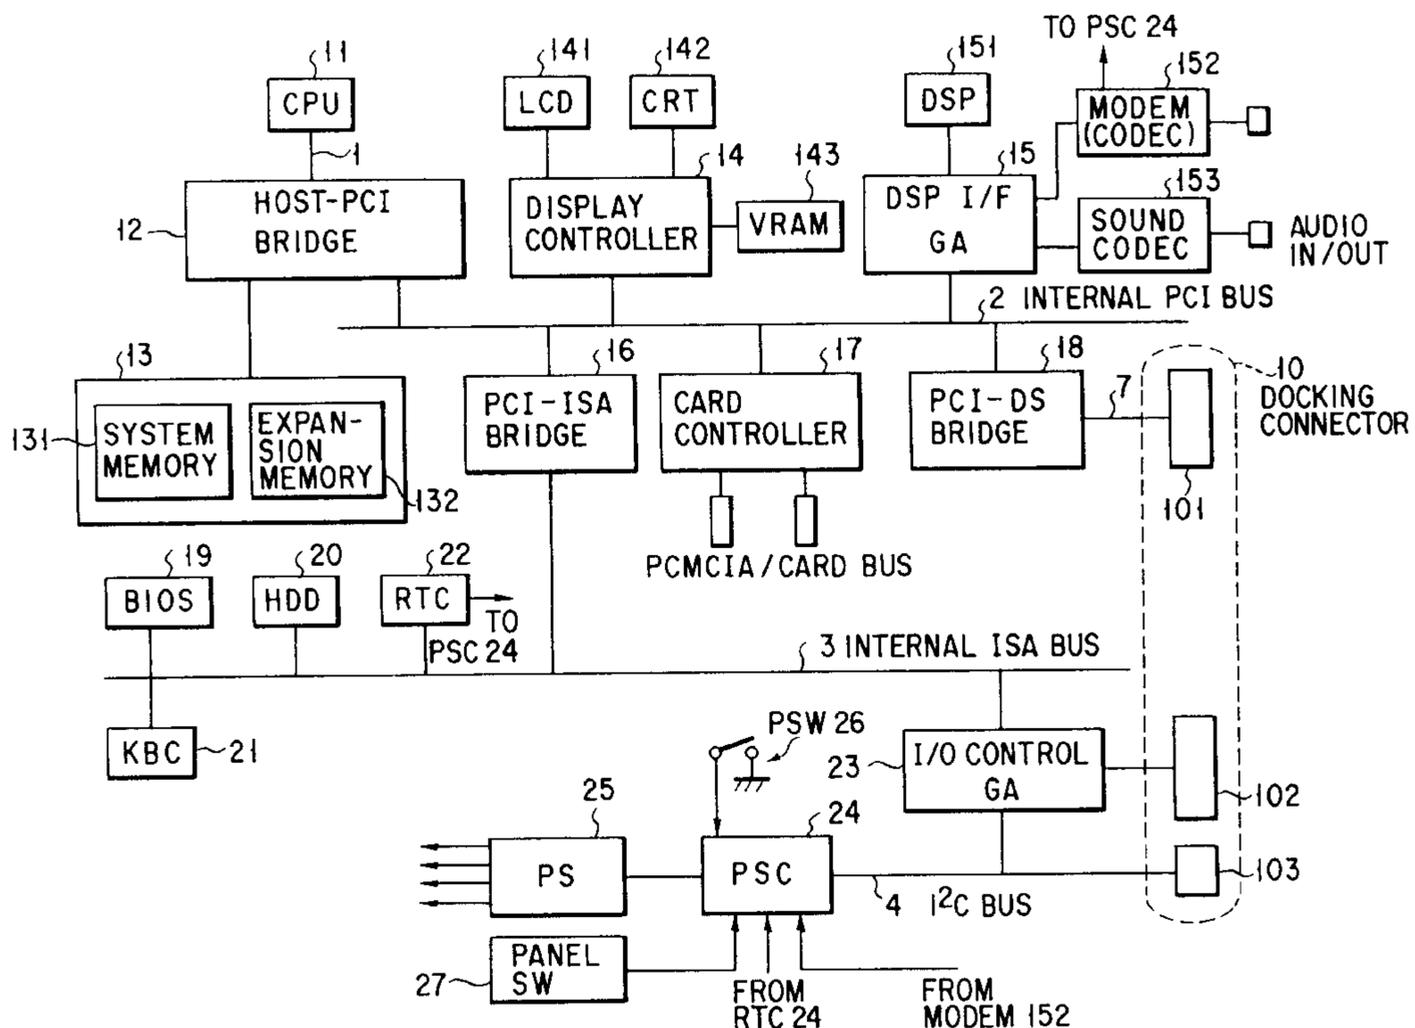 TO PSC 24
11
141
142
151
152
CPU
LCD
CRT
DSP
MODEM
(CODEC)
1
14
143
15
153
HOST-PCI
BRIDGE
12
DISPLAY
CONTROLLER
VRAM
DSP I/F
GA
SOUND
CODEC
AUDIO
IN/OUT
2 INTERNAL PCI BUS
13
16
17
18
10
DOCKING
CONNECTOR
131
SYSTEM
MEMORY
EXPAN-
SION
MEMORY
132
PCI-ISA
BRIDGE
CARD
CONTROLLER
PCI-DS
BRIDGE
7
101
PCMCIA/CARD BUS
19
20
22
BIOS
HDD
RTC
TO
PSC 24
3 INTERNAL ISA BUS
KBC
21
PSW 26
23
I/O CONTROL
GA
102
25
24
PS
PSC
4
I²C BUS
103
27
PANEL
SW
FROM
RTC 24
FROM
MODEM 152